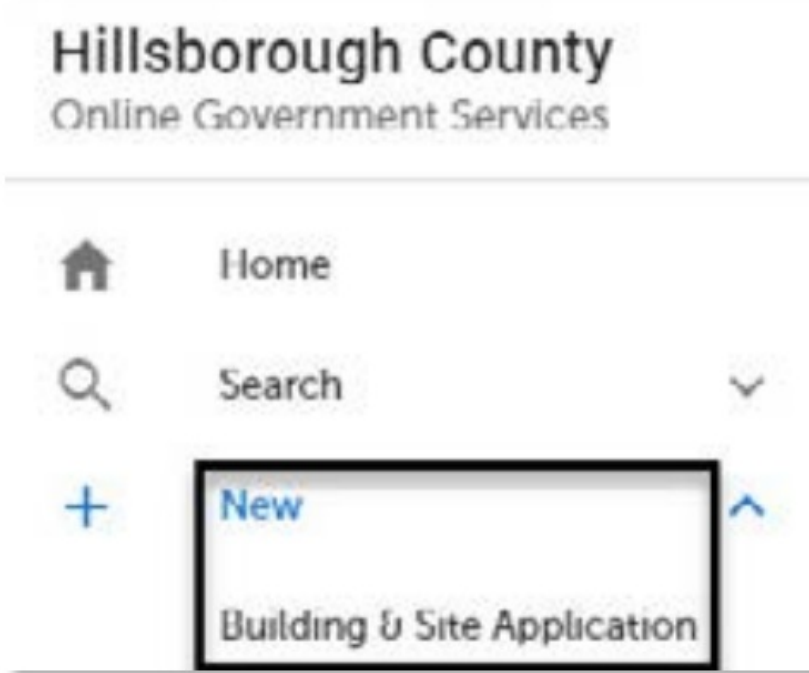 Hillsborough County
Online Government Services
Home
Search
New
Building & Site Application